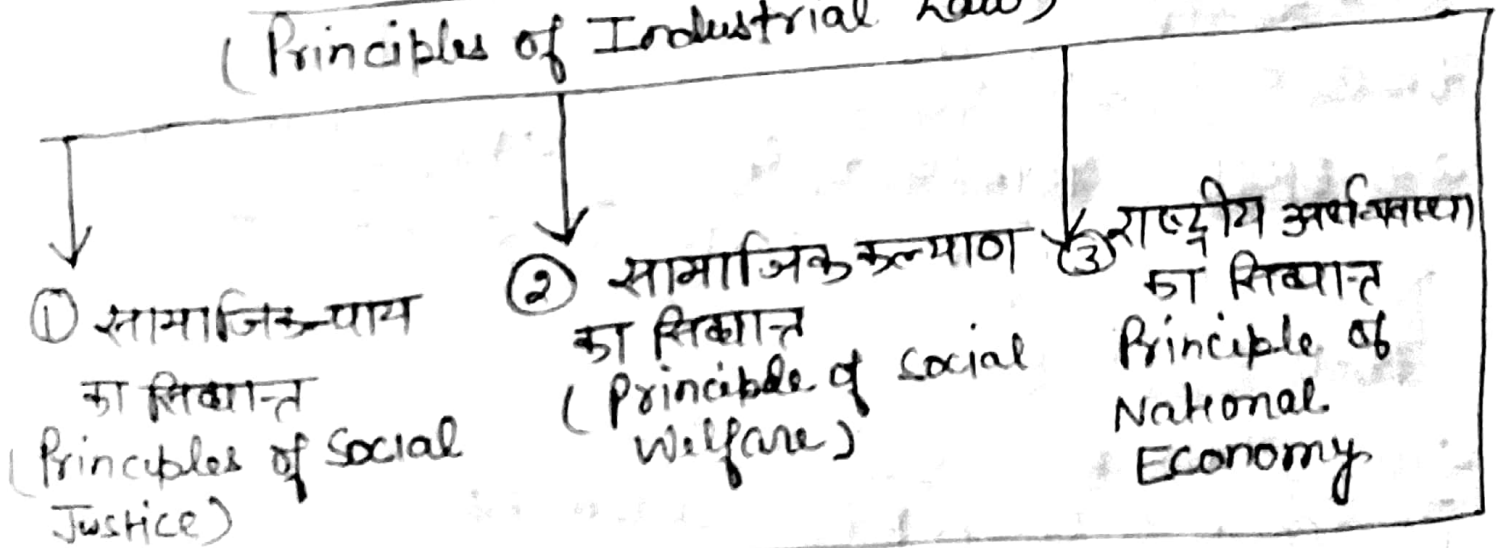 (Principles of Industrial Law)
① सामाजिक न्याय
का सिद्धान्त
(Principles of Social
Justice)
② सामाजिक कल्याण
का सिद्धान्त
(Principle of Social
Welfare)
③ राष्ट्रीय अर्थव्यवस्था
का सिद्धान्त
Principle of
National
Economy